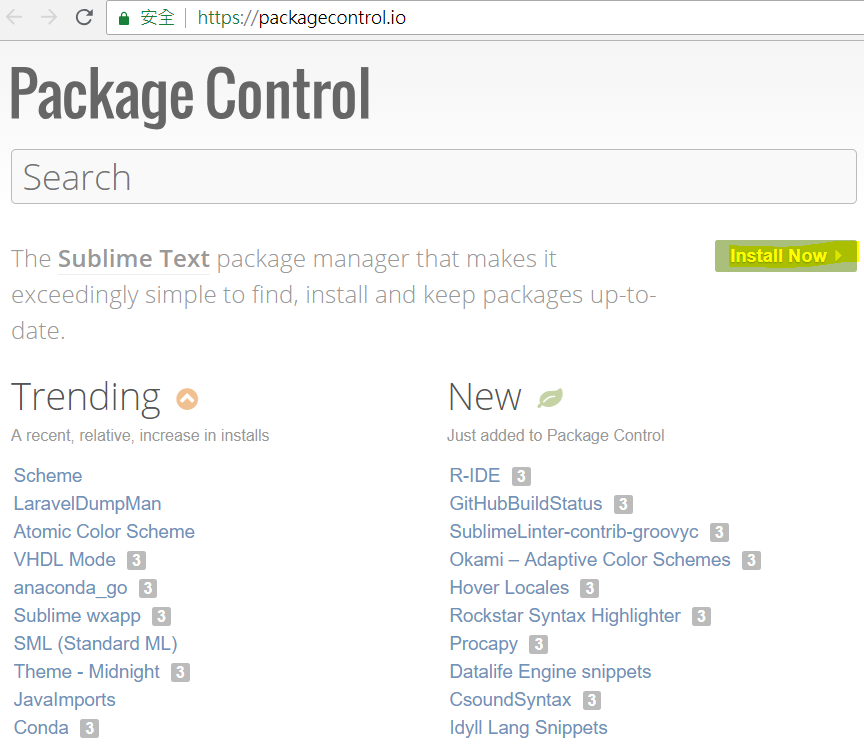 安全 https://packagecontrol.io
Package Control
Search
The Sublime Text package manager that makes it
exceedingly simple to find, install and keep packages up-to-
date.
Install Now
Trending
A recent, relative, increase in installs
Scheme
LaravelDumpMan
Atomic Color Scheme
VHDL Mode 3
anaconda_go 3
Sublime wxapp 3
SML (Standard ML)
Theme - Midnight 3
JavaImports
Conda 3
New
Just added to Package Control
R-IDE 3
GitHubBuildStatus 3
SublimeLinter-contrib-groovyc 3
Okami – Adaptive Color Schemes 3
Hover Locales 3
Rockstar Syntax Highlighter 3
Procapy 3
Datalife Engine snippets
CsoundSyntax 3
Idyll Lang Snippets